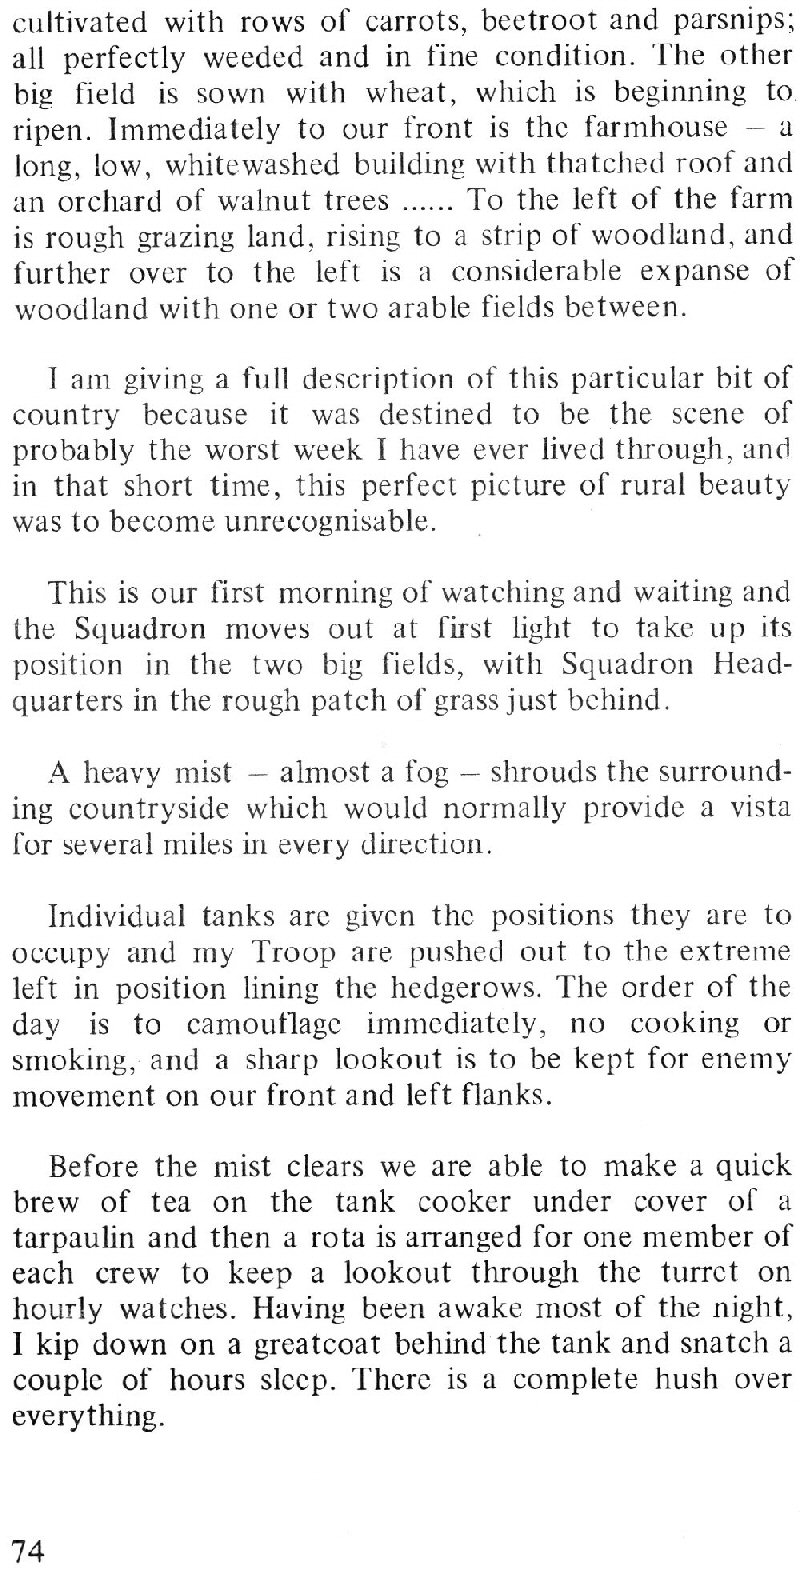 cultivated with rows of carrots, beetroot and parsnips;
all perfectly weeded and in fine condition. The other
big field is sown with wheat, which is beginning to
ripen. Immediately to our front is the farmhouse – a
long, low, whitewashed building with thatched roof and
an orchard of walnut trees ...... To the left of the farm
is rough grazing land, rising to a strip of woodland, and
further over to the left is a considerable expanse of
woodland with one or two arable fields between.
I am giving a full description of this particular bit of
country because it was destined to be the scene of
probably the worst week I have ever lived through, and
in that short time, this perfect picture of rural beauty
was to become unrecognisable.
This is our first morning of watching and waiting and
the Squadron moves out at first light to take up its
position in the two big fields, with Squadron Head-
quarters in the rough patch of grass just behind.
A heavy mist – almost a fog – shrouds the surround-
ing countryside which would normally provide a vista
for several miles in every direction.
Individual tanks are given the positions they are to
occupy and my Troop are pushed out to the extreme
left in position lining the hedgerows. The order of the
day is to camouflage immediately, no cooking or
smoking, and a sharp lookout is to be kept for enemy
movement on our front and left flanks.
Before the mist clears we are able to make a quick
brew of tea on the tank cooker under cover of a
tarpaulin and then a rota is arranged for one member of
each crew to keep a lookout through the turret on
hourly watches. Having been awake most of the night,
I kip down on a greatcoat behind the tank and snatch a
couple of hours sleep. There is a complete hush over
everything.
74